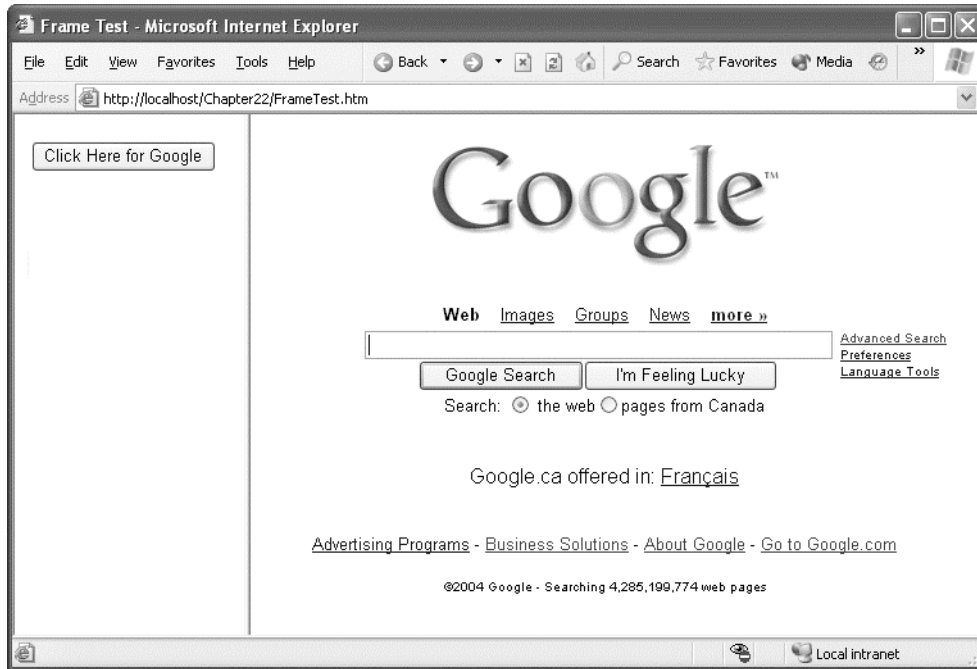 Frame Test - Microsoft Internet Explorer
File Edit View Favorites Tools Help Back Search Favorites Media »
Address http://localhost/Chapter22/FrameTest.htm
Click Here for Google
Google™
Web Images Groups News more »
Advanced Search
Preferences
Language Tools
Google Search I'm Feeling Lucky
Search: the web pages from Canada
Google.ca offered in: Français
Advertising Programs - Business Solutions - About Google - Go to Google.com
©2004 Google - Searching 4,285,199,774 web pages
Local intranet